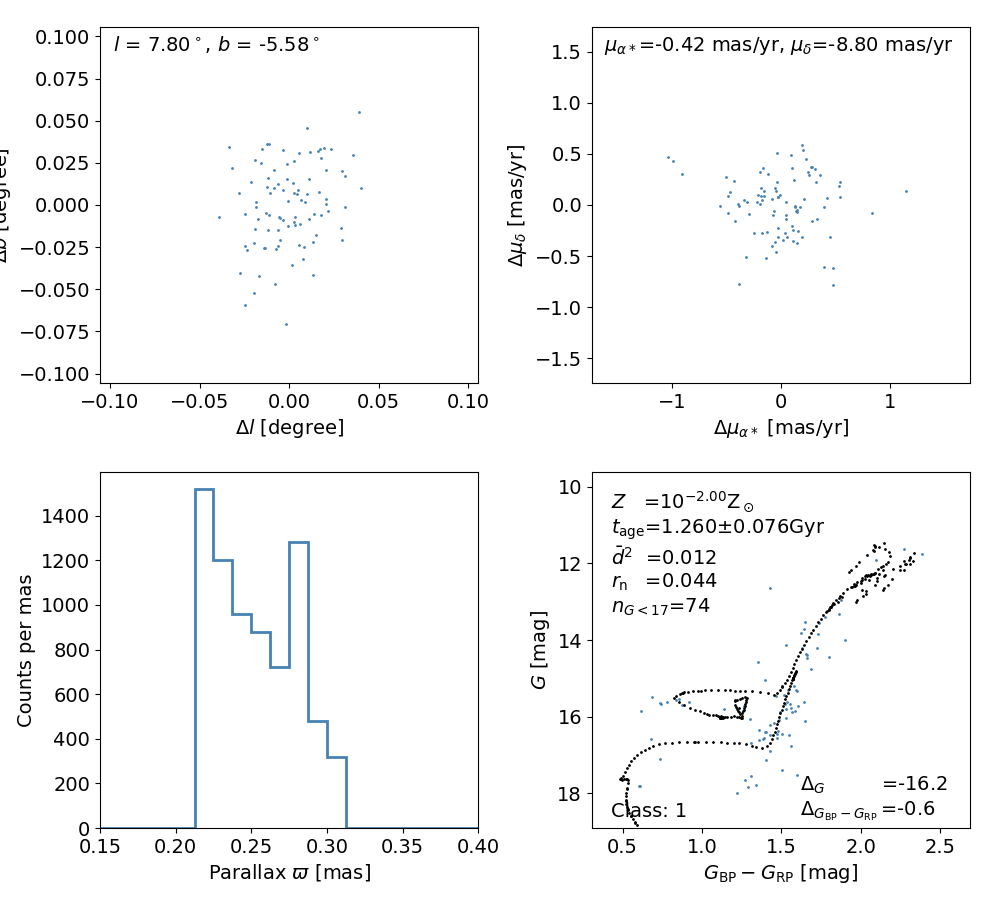 l = 7.80°, b = -5.58°
0.100
0.075
0.050
0.025
0.000
−0.025
−0.050
−0.075
−0.100
Δb [degree]
−0.10 −0.05 0.00 0.05 0.10
Δl [degree]
μα*=-0.42 mas/yr, μδ=-8.80 mas/yr
1.5
1.0
0.5
0.0
−0.5
−1.0
−1.5
Δμδ [mas/yr]
−1 0 1
Δμα* [mas/yr]
1400
1200
1000
800
600
400
200
0
Counts per mas
0.15 0.20 0.25 0.30 0.35 0.40
Parallax ϖ [mas]
Z =10^−2.00Z⊙
tage=1.260±0.076Gyr
d̄² =0.012
rn =0.044
nG<17=74
10
12
14
16
18
G [mag]
ΔG =-16.2
ΔGBP−GRP=-0.6
Class: 1
0.5 1.0 1.5 2.0 2.5
GBP − GRP [mag]